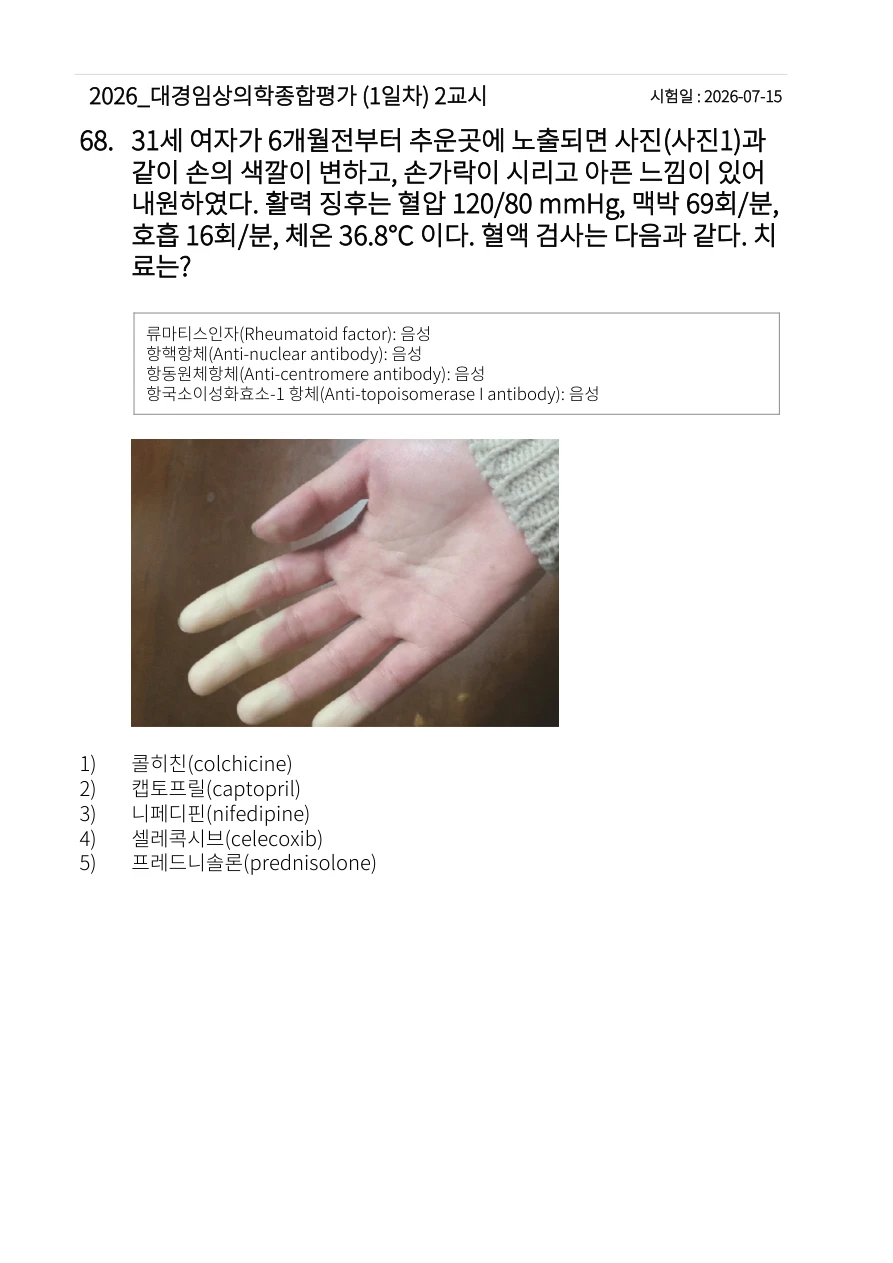 2026_대경임상의학종합평가 (1일차) 2교시
시험일 : 2026-07-15
68. 31세 여자가 6개월전부터 추운곳에 노출되면 사진(사진1)과
같이 손의 색깔이 변하고, 손가락이 시리고 아픈 느낌이 있어
내원하였다. 활력 징후는 혈압 120/80 mmHg, 맥박 69회/분,
호흡 16회/분, 체온 36.8°C 이다. 혈액 검사는 다음과 같다. 치
료는?
류마티스인자(Rheumatoid factor): 음성
항핵항체(Anti-nuclear antibody): 음성
항동원체항체(Anti-centromere antibody): 음성
항국소이성화효소-1 항체(Anti-topoisomerase I antibody): 음성
1) 콜히친(colchicine)
2) 캡토프릴(captopril)
3) 니페디핀(nifedipine)
4) 셀레콕시브(celecoxib)
5) 프레드니솔론(prednisolone)